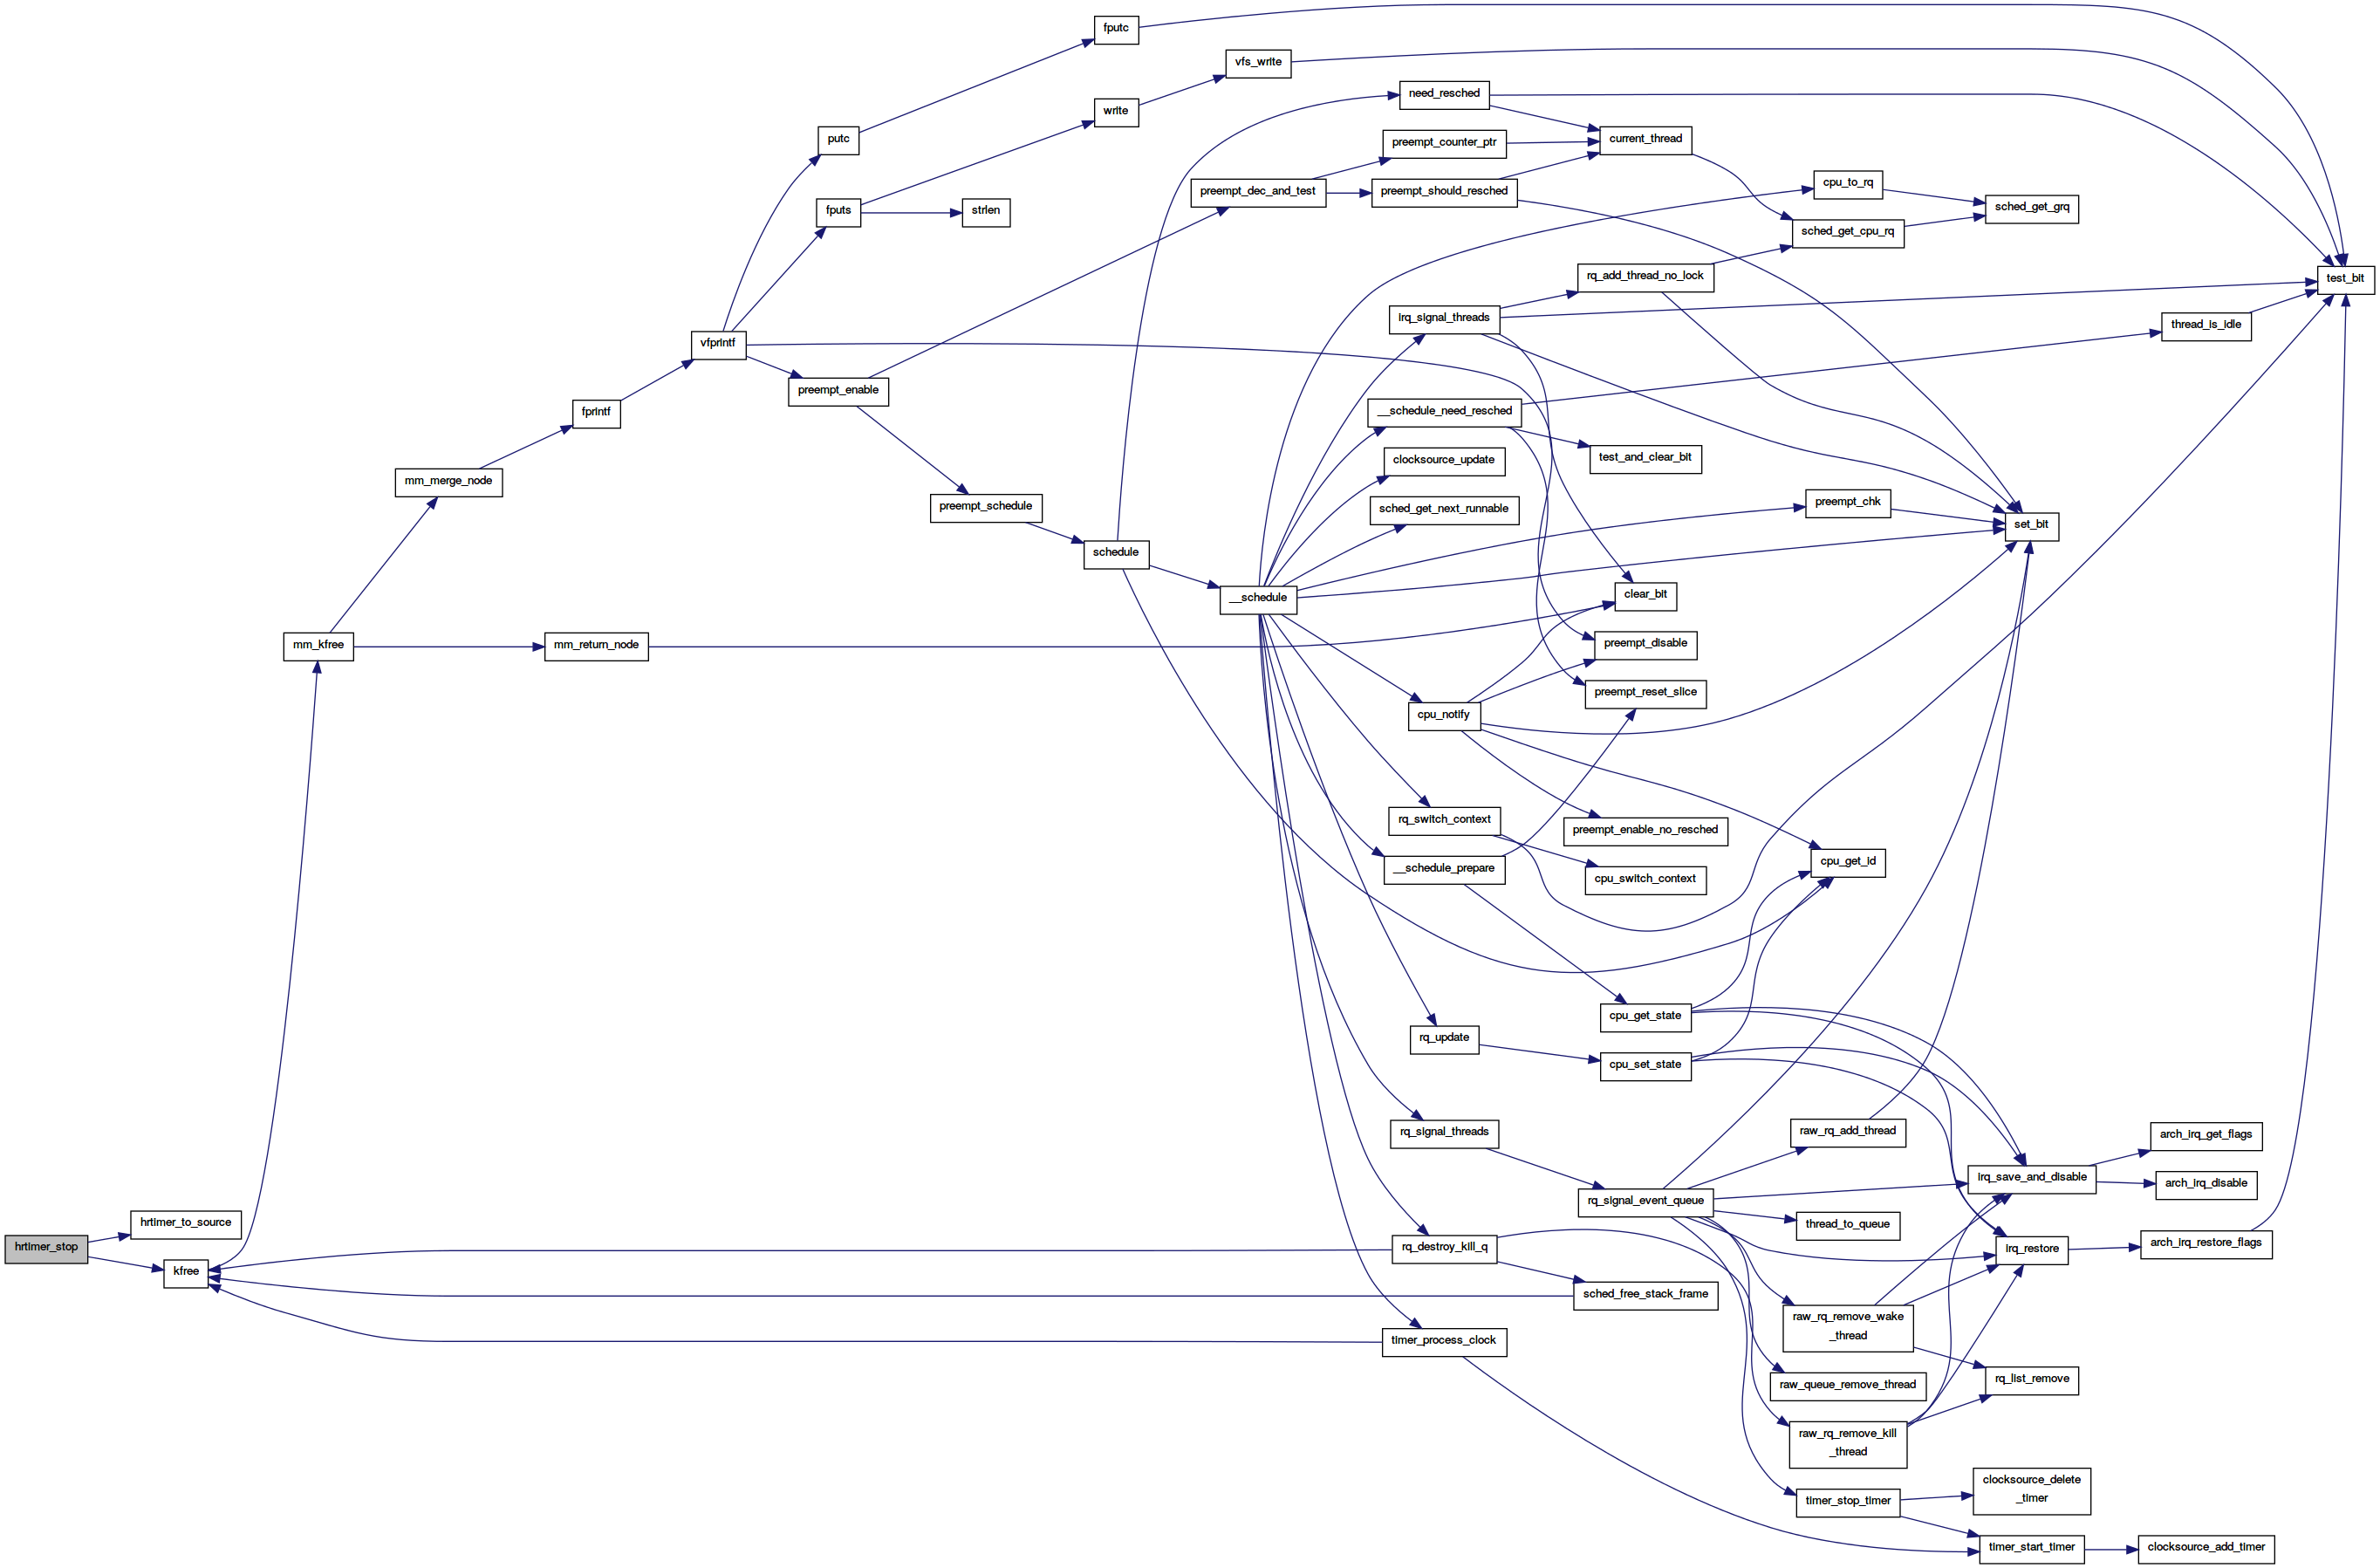 fputc
vfs_write
need_resched
write
putc
current_thread
preempt_counter_ptr
cpu_to_rq
preempt_dec_and_test
preempt_should_resched
sched_get_grq
fputs
strlen
sched_get_cpu_rq
rq_add_thread_no_lock
test_bit
irq_signal_threads
thread_is_idle
vfprintf
preempt_enable
fprintf
__schedule_need_resched
test_and_clear_bit
clocksource_update
mm_merge_node
preempt_chk
preempt_schedule
sched_get_next_runnable
set_bit
schedule
__schedule
clear_bit
mm_kfree
mm_return_node
preempt_disable
preempt_reset_slice
cpu_notify
rq_switch_context
preempt_enable_no_resched
cpu_get_id
__schedule_prepare
cpu_switch_context
cpu_get_state
rq_update
cpu_set_state
rq_signal_threads
raw_rq_add_thread
arch_irq_get_flags
irq_save_and_disable
arch_irq_disable
rq_signal_event_queue
hrtimer_to_source
thread_to_queue
hrtimer_stop
rq_destroy_kill_q
irq_restore
arch_irq_restore_flags
kfree
sched_free_stack_frame
raw_rq_remove_wake
_thread
timer_process_clock
rq_list_remove
raw_queue_remove_thread
raw_rq_remove_kill
_thread
clocksource_delete
_timer
timer_stop_timer
timer_start_timer
clocksource_add_timer